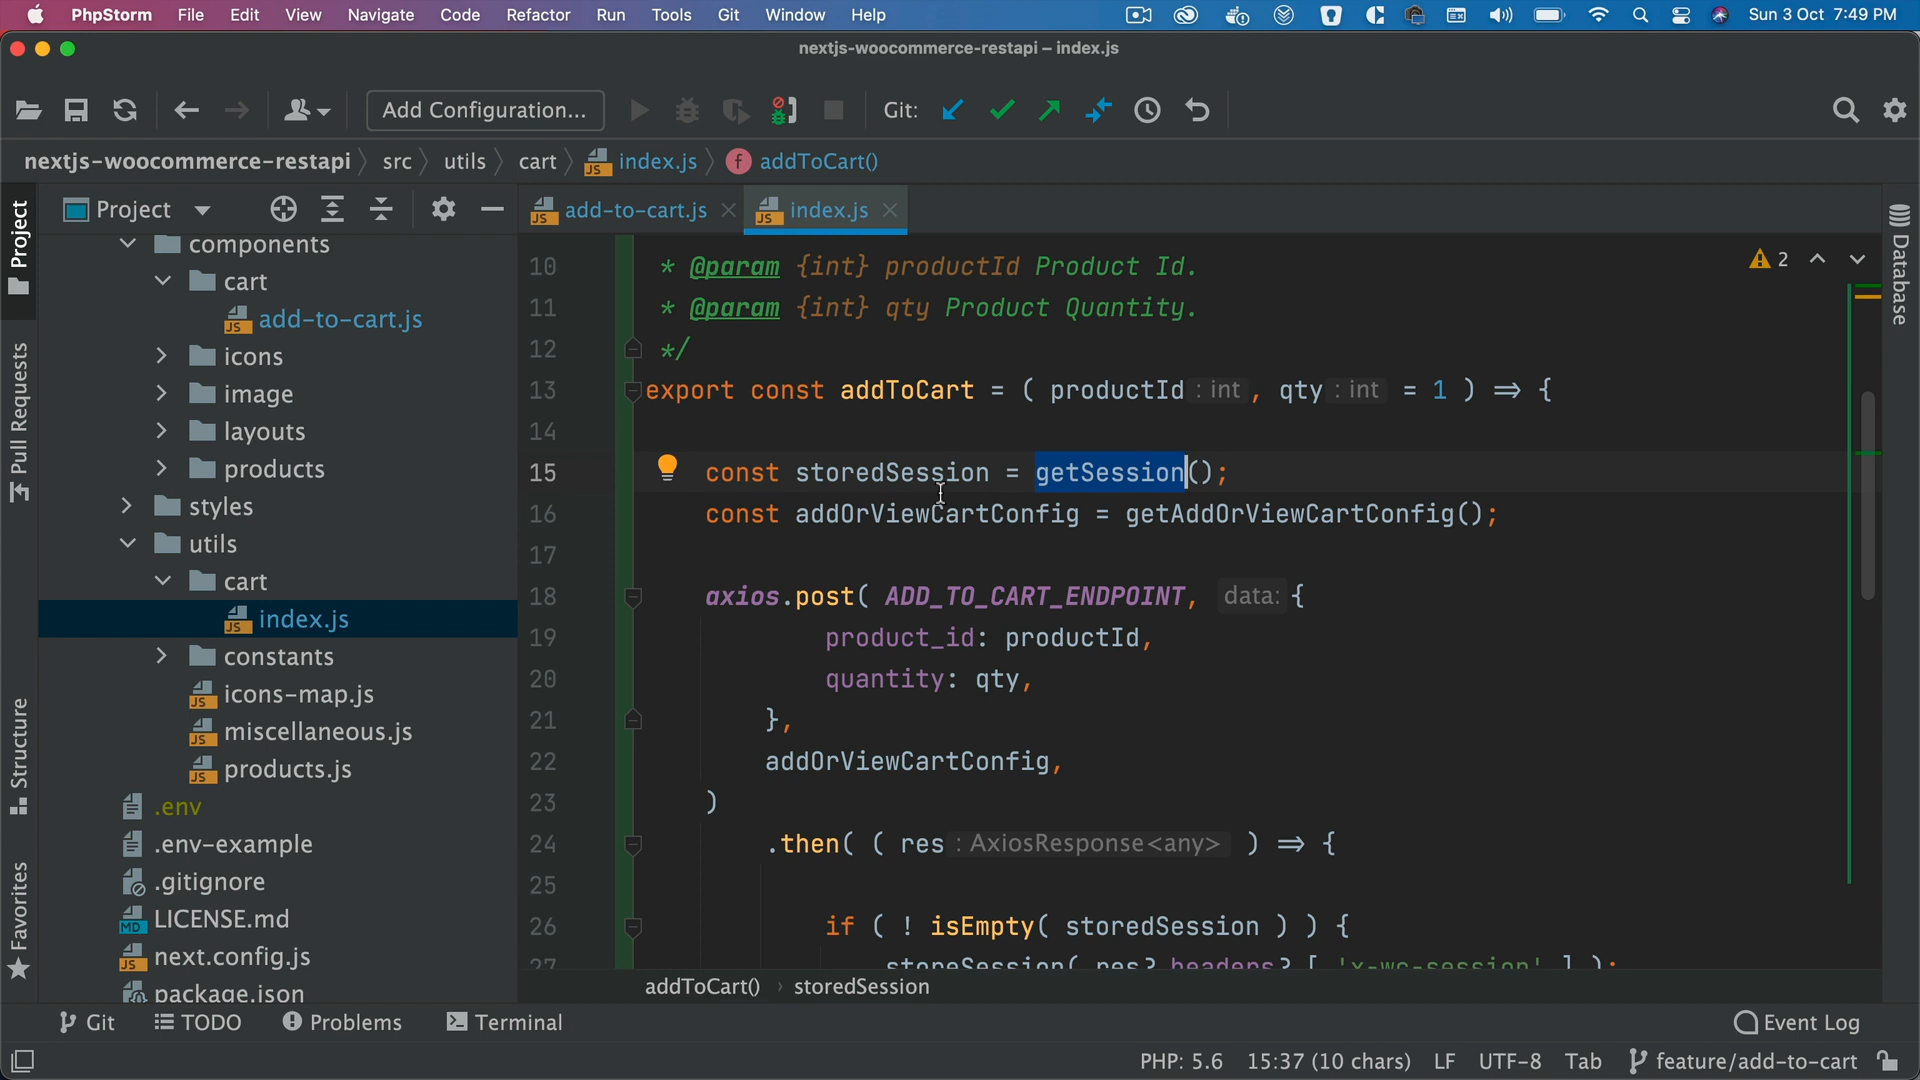 PhpStorm File Edit View Navigate Code Refactor Run Tools Git Window Help Sun 3 Oct 7:49 PM
nextjs-woocommerce-restapi – index.js
Add Configuration... Git:
nextjs-woocommerce-restapi src utils cart index.js f addToCart()
Project add-to-cart.js index.js
Project
Pull Requests
Structure
Favorites
Database
components
cart
add-to-cart.js
icons
image
layouts
products
styles
utils
cart
index.js
constants
icons-map.js
miscellaneous.js
products.js
.env
.env-example
.gitignore
LICENSE.md
next.config.js
package.json
2
10 * @param {int} productId Product Id.
11 * @param {int} qty Product Quantity.
12 */
13 export const addToCart = ( productId : int , qty : int = 1 ) => {
14
15 const storedSession = getSession();
16 const addOrViewCartConfig = getAddOrViewCartConfig();
17
18 axios.post( ADD_TO_CART_ENDPOINT, data: {
19 product_id: productId,
20 quantity: qty,
21 },
22 addOrViewCartConfig,
23 )
24 .then( ( res : AxiosResponse<any> ) => {
25
26 if ( ! isEmpty( storedSession ) ) {
27 storeSession( res?.headers?.[ 'x-wc-session' ] );
addToCart() › storedSession
Git TODO Problems Terminal Event Log
PHP: 5.6 15:37 (10 chars) LF UTF-8 Tab feature/add-to-cart